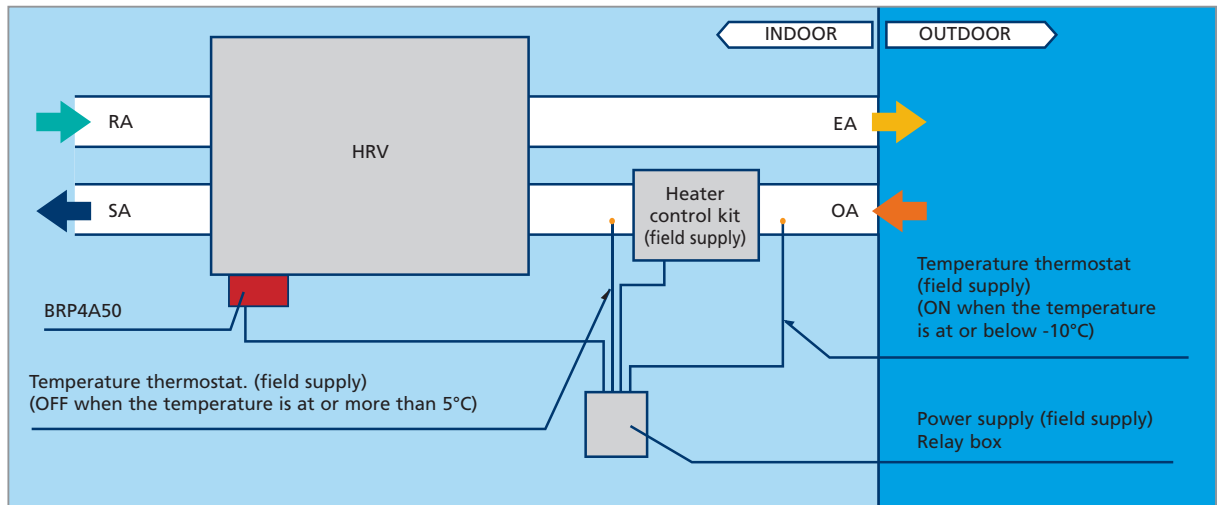 INDOOR
OUTDOOR
RA
HRV
EA
SA
Heater
control kit
(field supply)
OA
BRP4A50
Temperature thermostat
(field supply)
(ON when the temperature
is at or below -10°C)
Temperature thermostat. (field supply)
(OFF when the temperature is at or more than 5°C)
Power supply (field supply)
Relay box